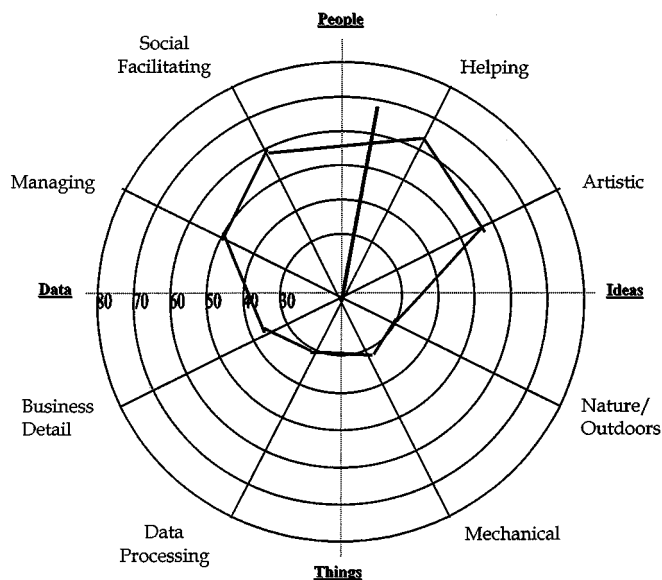 People
Social
Facilitating
Helping
Managing
Artistic
Data
80 70 60 50 40 30
Ideas
Business
Detail
Nature/
Outdoors
Data
Processing
Mechanical
Things